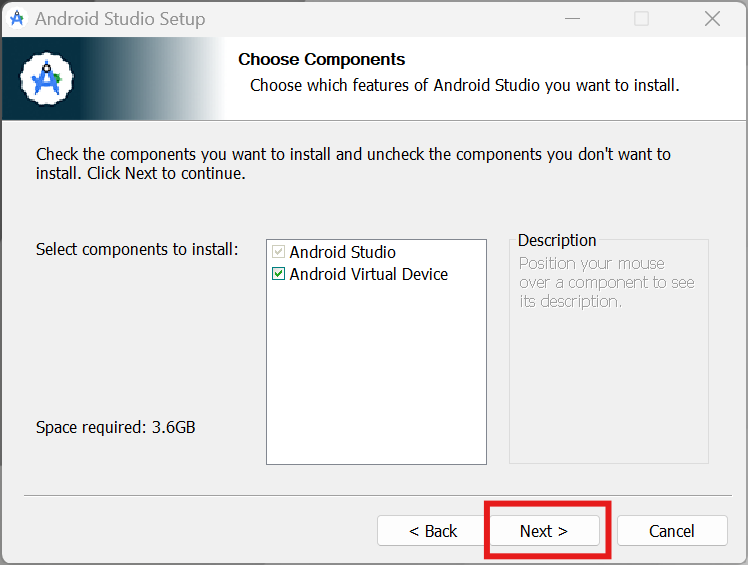 Android Studio Setup
Choose Components
Choose which features of Android Studio you want to install.
Check the components you want to install and uncheck the components you don't want to
install. Click Next to continue.
Select components to install:
Android Studio
Android Virtual Device
Description
Position your mouse
over a component to see
its description.
Space required: 3.6GB
< Back
Next >
Cancel